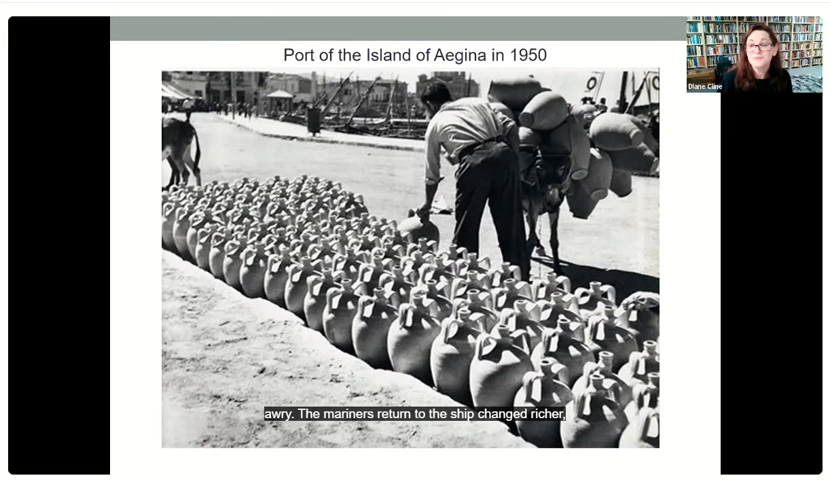 Port of the Island of Aegina in 1950
Diane Cline
awry. The mariners return to the ship changed richer,